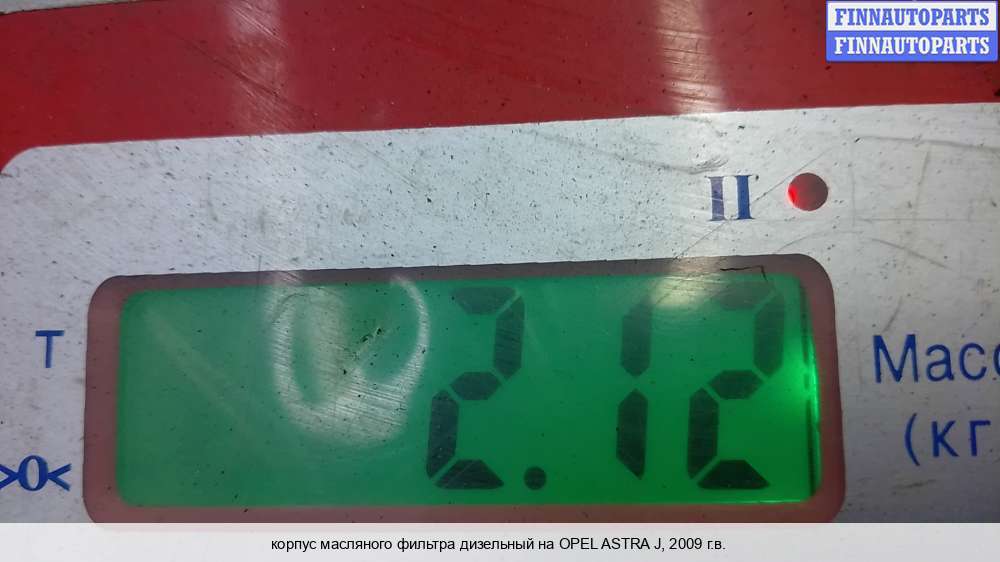 FINNAUTOPARTS
FINNAUTOPARTS
II
2.12
T
Масс
(кг
>0<
корпус масляного фильтра дизельный на OPEL ASTRA J, 2009 г.в.